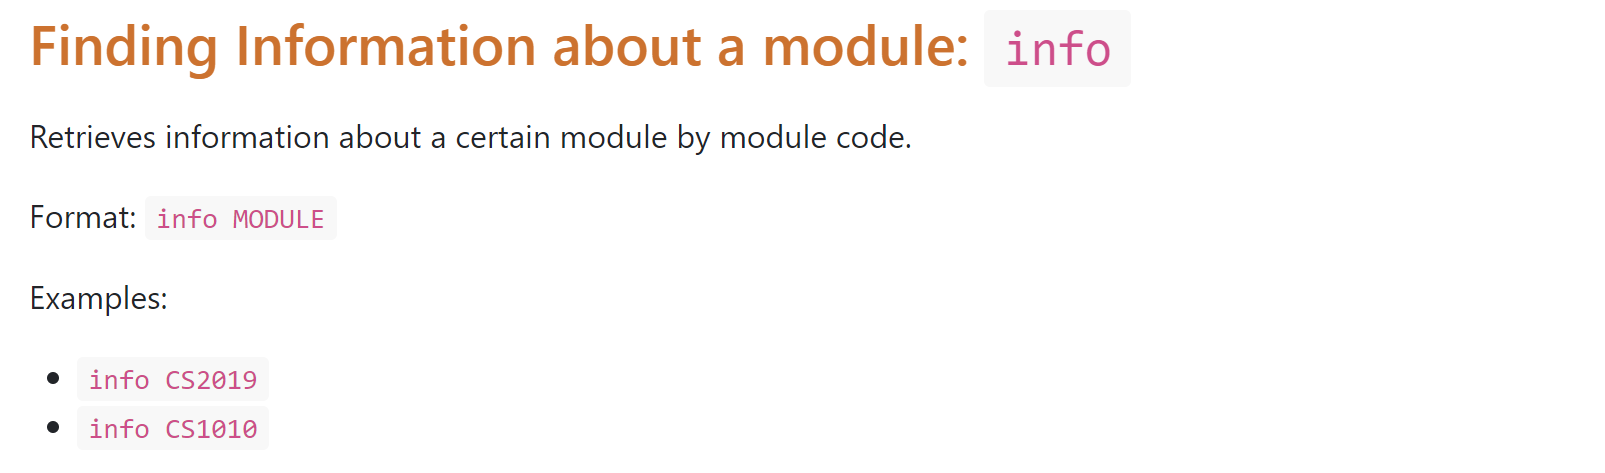 Finding Information about a module: info
Retrieves information about a certain module by module code.
Format: info MODULE
Examples:
info CS2019
info CS1010